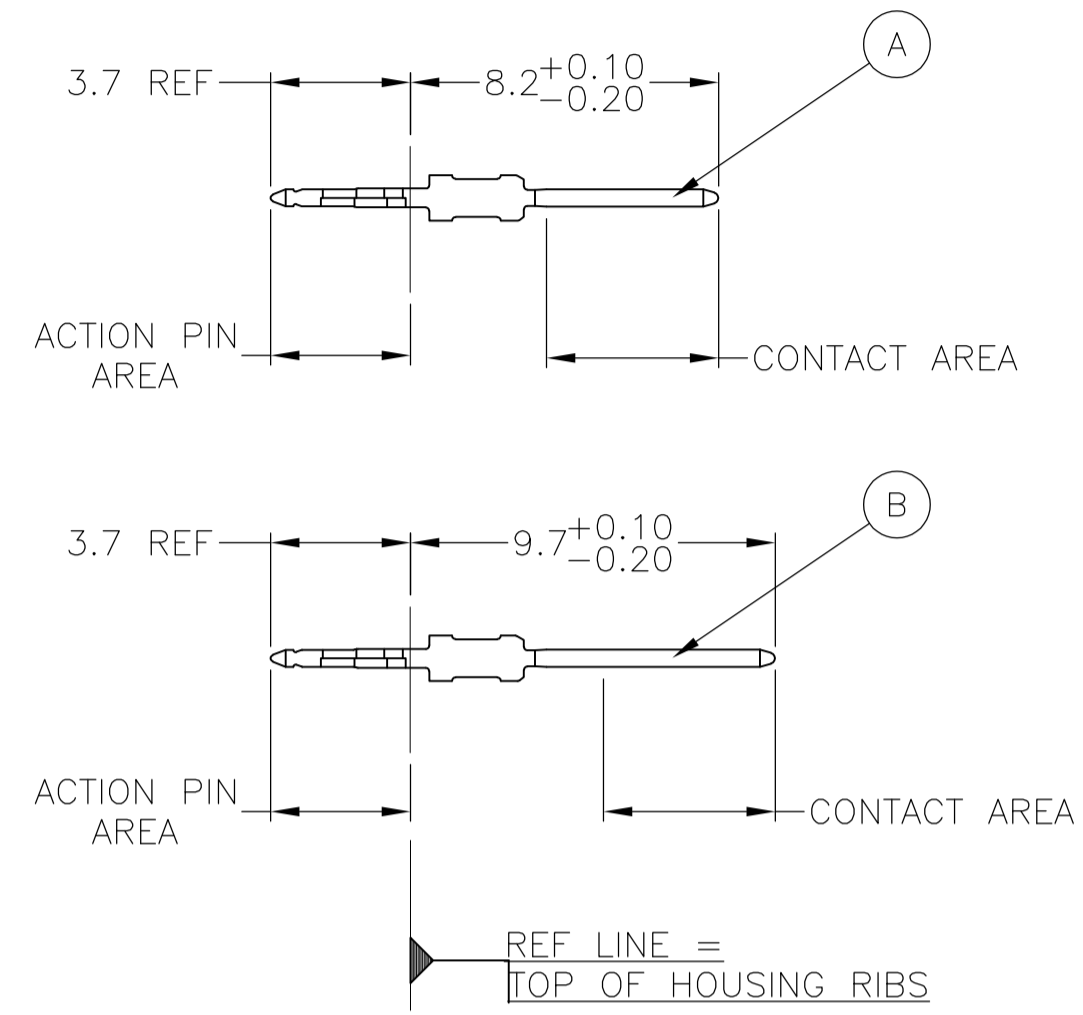 A
3.7 REF
8.2 +0.10
-0.20
ACTION PIN
AREA
CONTACT AREA
B
3.7 REF
9.7 +0.10
-0.20
ACTION PIN
AREA
CONTACT AREA
REF LINE =
TOP OF HOUSING RIBS